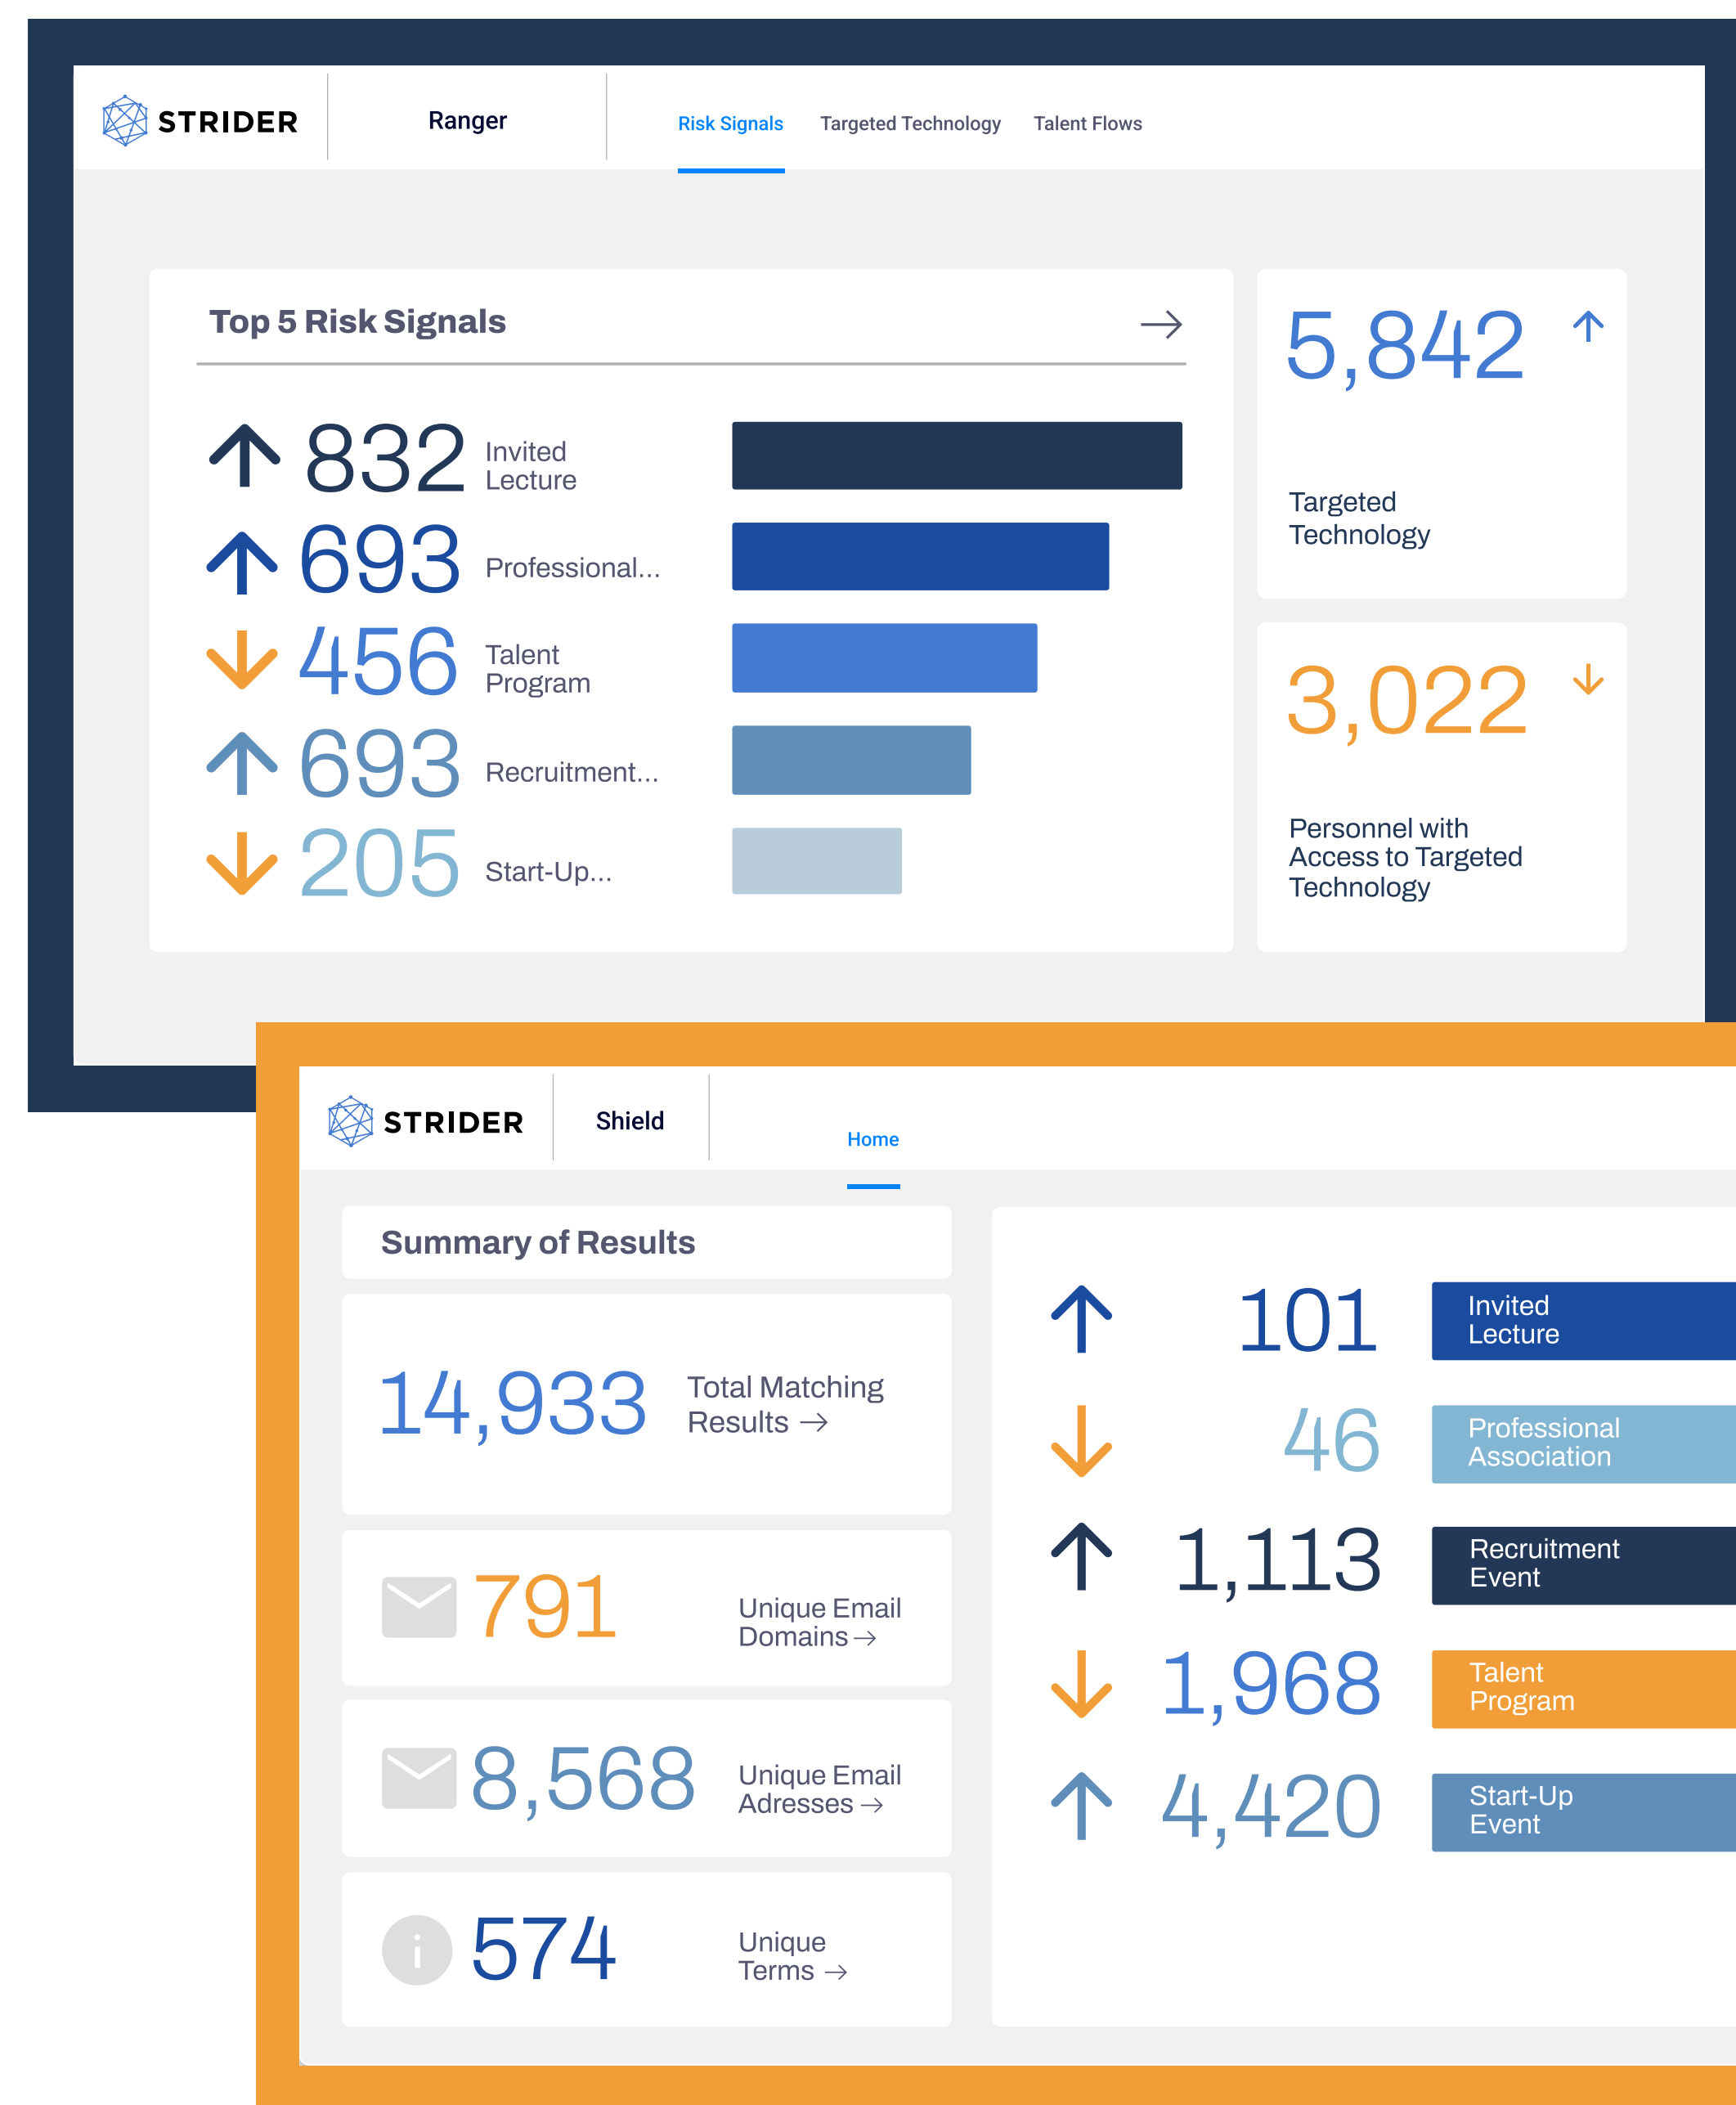 STRIDER
Ranger
Risk Signals
Targeted Technology
Talent Flows
Top 5 Risk Signals
832
Invited
Lecture
693
Professional...
456
Talent
Program
693
Recruitment...
205
Start-Up...
5,842
Targeted
Technology
3,022
Personnel with
Access to Targeted
Technology
STRIDER
Shield
Home
Summary of Results
14,933
Total Matching
Results →
791
Unique Email
Domains →
8,568
Unique Email
Adresses →
574
Unique
Terms →
101
Invited
Lecture
46
Professional
Association
1,113
Recruitment
Event
1,968
Talent
Program
4,420
Start-Up
Event